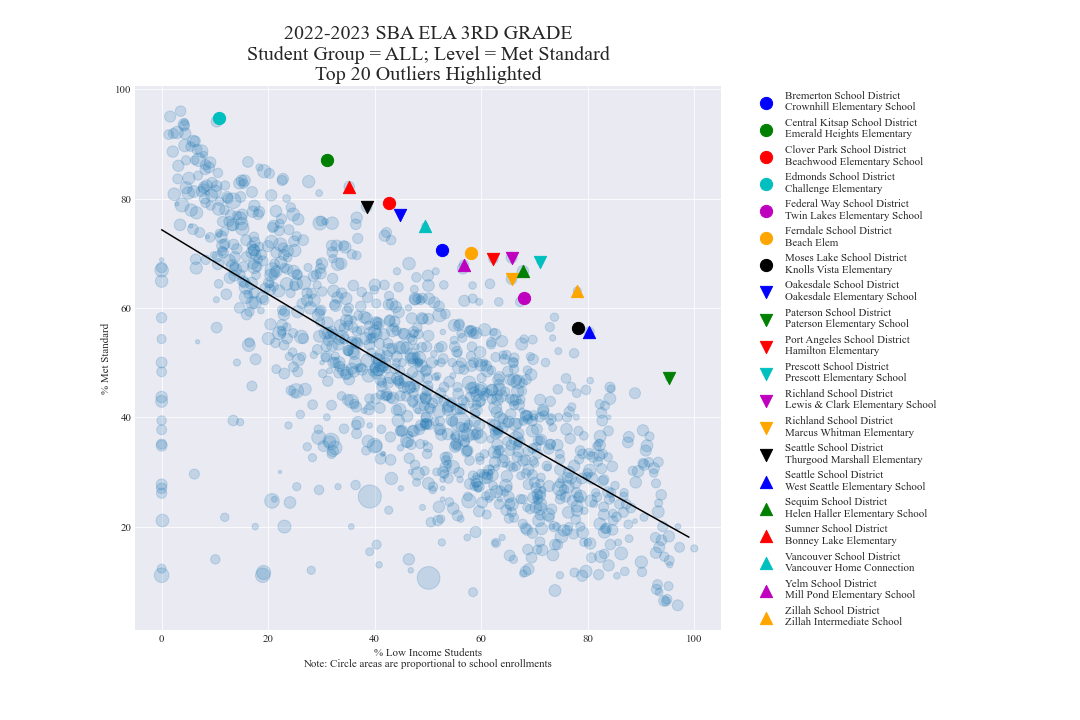 2022-2023 SBA ELA 3RD GRADE
Student Group = ALL; Level = Met Standard
Top 20 Outliers Highlighted
100
80
60
40
20
% Met Standard
0
20
40
60
80
100
% Low Income Students
Note: Circle areas are proportional to school enrollments
Bremerton School District
Crownhill Elementary School
Central Kitsap School District
Emerald Heights Elementary
Clover Park School District
Beachwood Elementary School
Edmonds School District
Challenge Elementary
Federal Way School District
Twin Lakes Elementary School
Ferndale School District
Beach Elem
Moses Lake School District
Knolls Vista Elementary
Oakesdale School District
Oakesdale Elementary School
Paterson School District
Paterson Elementary School
Port Angeles School District
Hamilton Elementary
Prescott School District
Prescott Elementary School
Richland School District
Lewis & Clark Elementary School
Richland School District
Marcus Whitman Elementary
Seattle School District
Thurgood Marshall Elementary
Seattle School District
West Seattle Elementary School
Sequim School District
Helen Haller Elementary School
Sumner School District
Bonney Lake Elementary
Vancouver School District
Vancouver Home Connection
Yelm School District
Mill Pond Elementary School
Zillah School District
Zillah Intermediate School